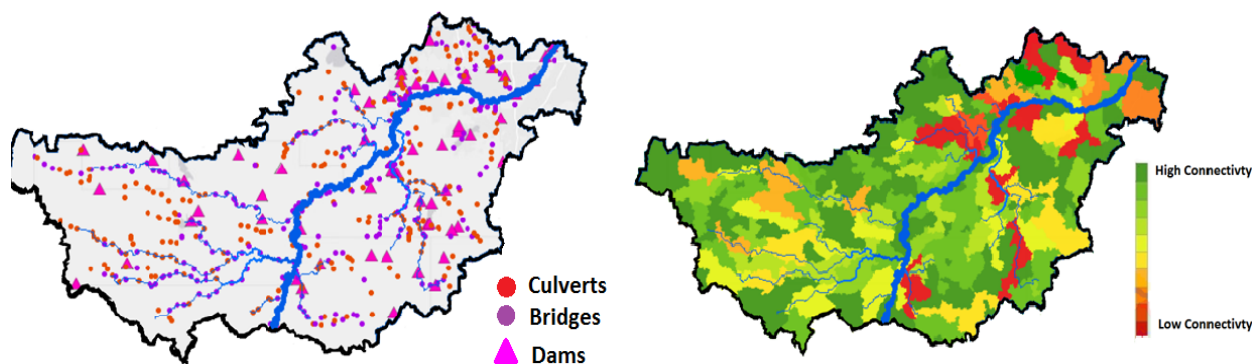 Culverts
Bridges
Dams
High Connectivty
Low Connectivty